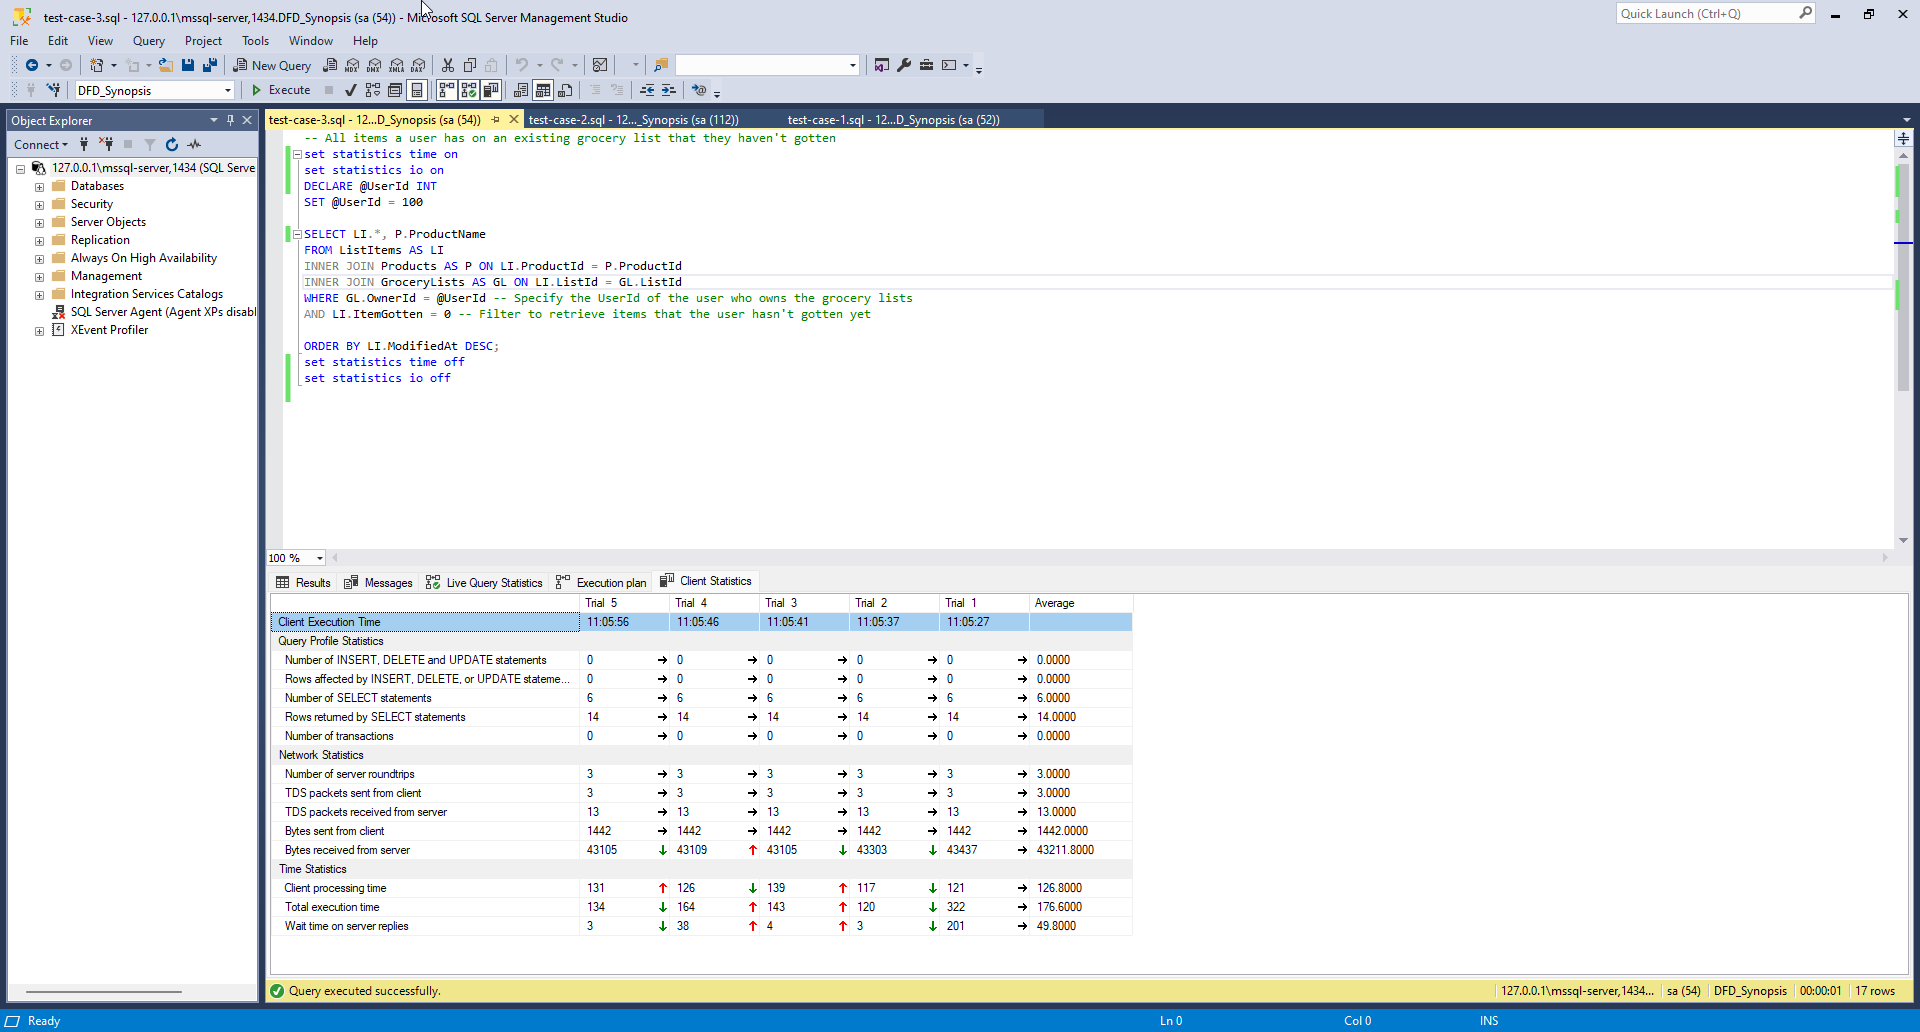 test-case-3.sql - 127.0.0.1\mssql-server,1434.DFD_Synopsis (sa (54)) - Microsoft SQL Server Management Studio
Quick Launch (Ctrl+Q)
File Edit View Query Project Tools Window Help
New Query
MDX DMX XMLA DAX
DFD_Synopsis
Execute
Object Explorer
test-case-3.sql - 12...D_Synopsis (sa (54)) test-case-2.sql - 12..._Synopsis (sa (112)) test-case-1.sql - 12...D_Synopsis (sa (52))
Connect
127.0.0.1\mssql-server,1434 (SQL Serve
Databases
Security
Server Objects
Replication
Always On High Availability
Management
Integration Services Catalogs
SQL Server Agent (Agent XPs disabl
XEvent Profiler
-- All items a user has on an existing grocery list that they haven't gotten
set statistics time on
set statistics io on
DECLARE @UserId INT
SET @UserId = 100
SELECT LI.*, P.ProductName
FROM ListItems AS LI
INNER JOIN Products AS P ON LI.ProductId = P.ProductId
INNER JOIN GroceryLists AS GL ON LI.ListId = GL.ListId
WHERE GL.OwnerId = @UserId -- Specify the UserId of the user who owns the grocery lists
AND LI.ItemGotten = 0 -- Filter to retrieve items that the user hasn't gotten yet
ORDER BY LI.ModifiedAt DESC;
set statistics time off
set statistics io off
100 %
Results Messages Live Query Statistics Execution plan Client Statistics
Trial 5 Trial 4 Trial 3 Trial 2 Trial 1 Average
Client Execution Time 11:05:56 11:05:46 11:05:41 11:05:37 11:05:27
Query Profile Statistics
Number of INSERT, DELETE and UPDATE statements 0 → 0 → 0 → 0 → 0 → 0.0000
Rows affected by INSERT, DELETE, or UPDATE stateme... 0 → 0 → 0 → 0 → 0 → 0.0000
Number of SELECT statements 6 → 6 → 6 → 6 → 6 → 6.0000
Rows returned by SELECT statements 14 → 14 → 14 → 14 → 14 → 14.0000
Number of transactions 0 → 0 → 0 → 0 → 0 → 0.0000
Network Statistics
Number of server roundtrips 3 → 3 → 3 → 3 → 3 → 3.0000
TDS packets sent from client 3 → 3 → 3 → 3 → 3 → 3.0000
TDS packets received from server 13 → 13 → 13 → 13 → 13 → 13.0000
Bytes sent from client 1442 → 1442 → 1442 → 1442 → 1442 → 1442.0000
Bytes received from server 43105 ↓ 43109 ↑ 43105 ↓ 43303 ↓ 43437 → 43211.8000
Time Statistics
Client processing time 131 ↑ 126 ↓ 139 ↑ 117 ↓ 121 → 126.8000
Total execution time 134 ↓ 164 ↑ 143 ↑ 120 ↓ 322 → 176.6000
Wait time on server replies 3 ↓ 38 ↑ 4 ↑ 3 ↓ 201 → 49.8000
Query executed successfully. 127.0.0.1\mssql-server,1434... sa (54) DFD_Synopsis 00:00:01 17 rows
Ready Ln 0 Col 0 INS